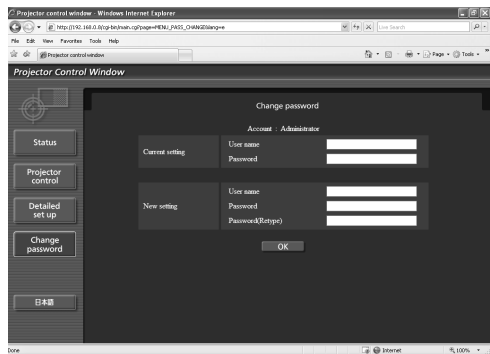 Projector control window - Windows Internet Explorer
http://192.168.0.8/cgi-bin/main.cgi?page=MENU_PASS_CHANGE&lang=e
Live Search
File Edit View Favorites Tools Help
Projector control window
Page Tools
Projector Control Window
Change password
Account : Administrator
Status
Current setting
User name
Password
Projector
control
Detailed
set up
New setting
User name
Password
Password(Retype)
Change
password
OK
日本語
Done
Internet
100%